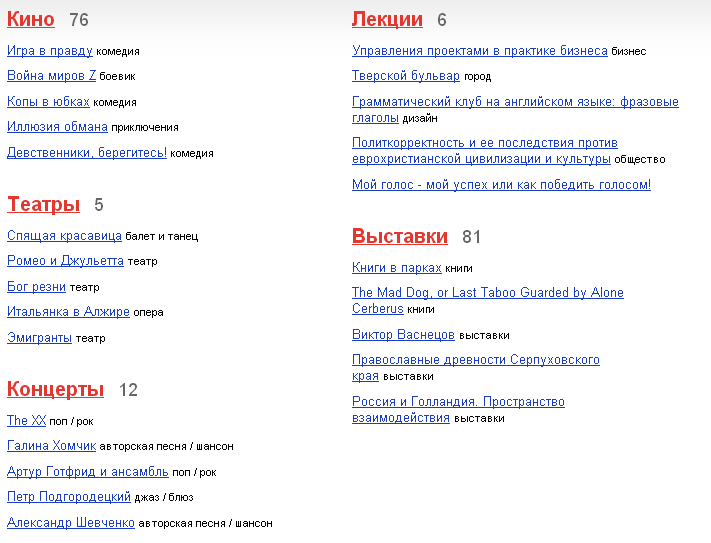 Кино 76
Игра в правду комедия
Война миров Z боевик
Копы в юбках комедия
Иллюзия обмана приключения
Девственники, берегитесь! комедия
Театры 5
Спящая красавица балет и танец
Ромео и Джульетта театр
Бог резни театр
Итальянка в Алжире опера
Эмигранты театр
Концерты 12
The XX поп / рок
Галина Хомчик авторская песня / шансон
Артур Готфрид и ансамбль поп / рок
Петр Подгородецкий джаз / блюз
Александр Шевченко авторская песня / шансон
Лекции 6
Управления проектами в практике бизнеса бизнес
Тверской бульвар город
Грамматический клуб на английском языке: фразовые
глаголы дизайн
Политкорректность и ее последствия против
еврохристианской цивилизации и культуры общество
Мой голос - мой успех или как победить голосом!
Выставки 81
Книги в парках книги
The Mad Dog, or Last Taboo Guarded by Alone
Cerberus книги
Виктор Васнецов выставки
Православные древности Серпуховского
края выставки
Россия и Голландия. Пространство
взаимодействия выставки